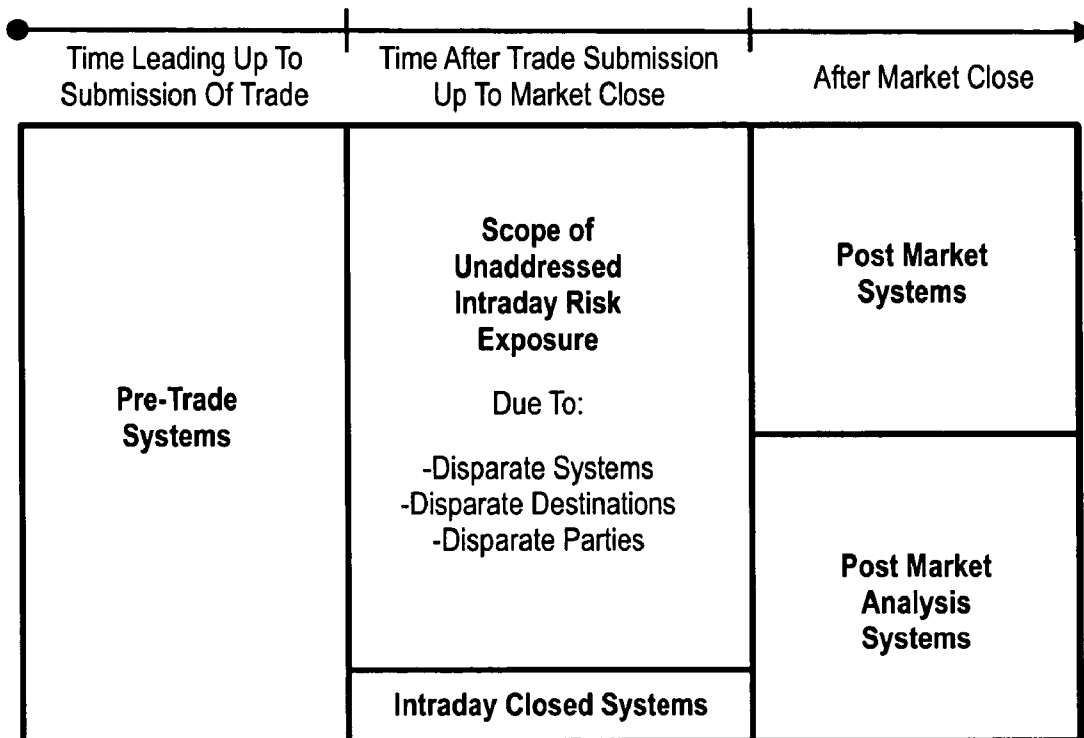 Time Leading Up To
Submission Of Trade
Time After Trade Submission
Up To Market Close
After Market Close
Pre-Trade
Systems
Scope of
Unaddressed
Intraday Risk
Exposure
Due To:
-Disparate Systems
-Disparate Destinations
-Disparate Parties
Intraday Closed Systems
Post Market
Systems
Post Market
Analysis
Systems